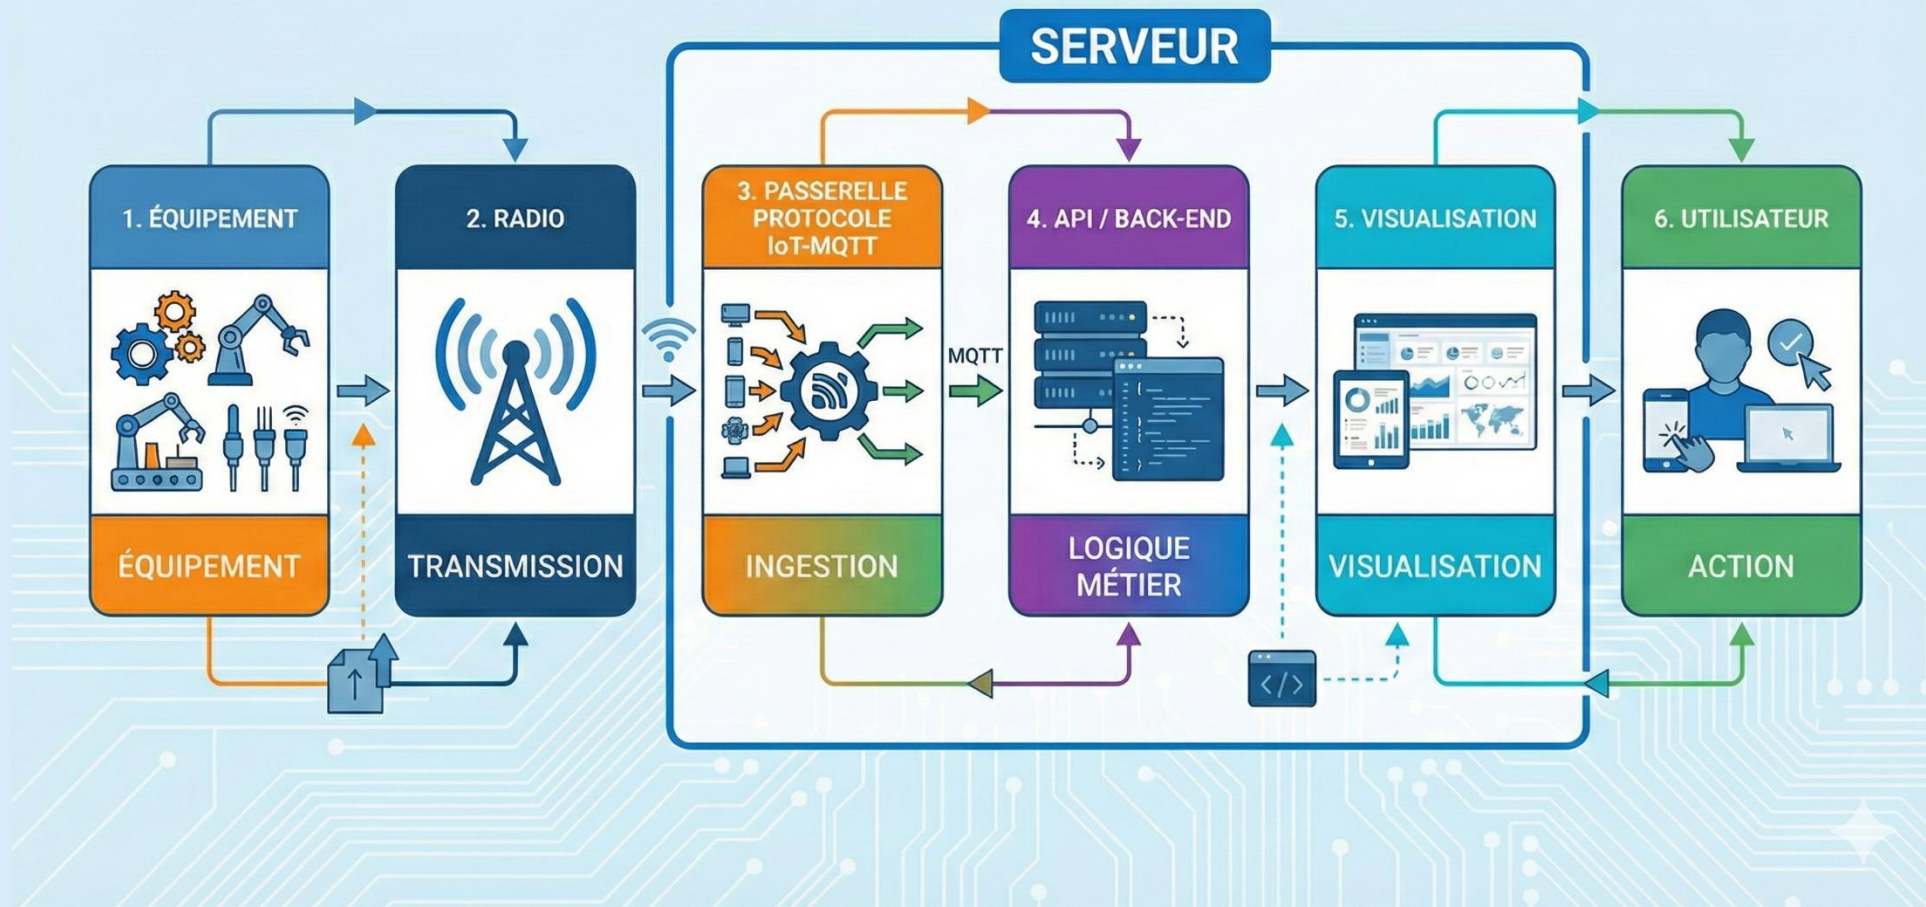 SERVEUR
1. ÉQUIPEMENT
2. RADIO
3. PASSERELLE
PROTOCOLE
IoT-MQTT
4. API / BACK-END
5. VISUALISATION
6. UTILISATEUR
MQTT
ÉQUIPEMENT
TRANSMISSION
INGESTION
LOGIQUE
MÉTIER
VISUALISATION
ACTION
</>